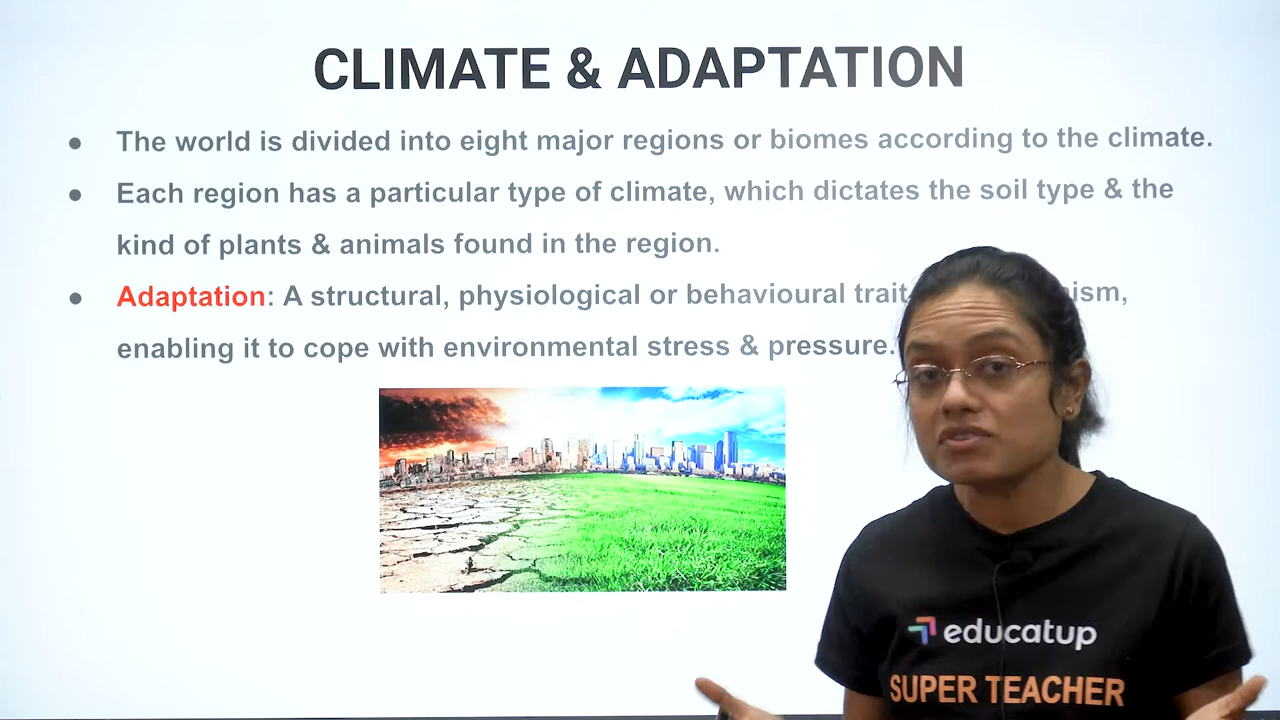 CLIMATE & ADAPTATION
● The world is divided into eight major regions or biomes according to the climate.
● Each region has a particular type of climate, which dictates the soil type & the
kind of plants & animals found in the region.
● Adaptation: A structural, physiological or behavioural trait
enabling it to cope with environmental stress & pressure.
educatup
SUPER TEACHER